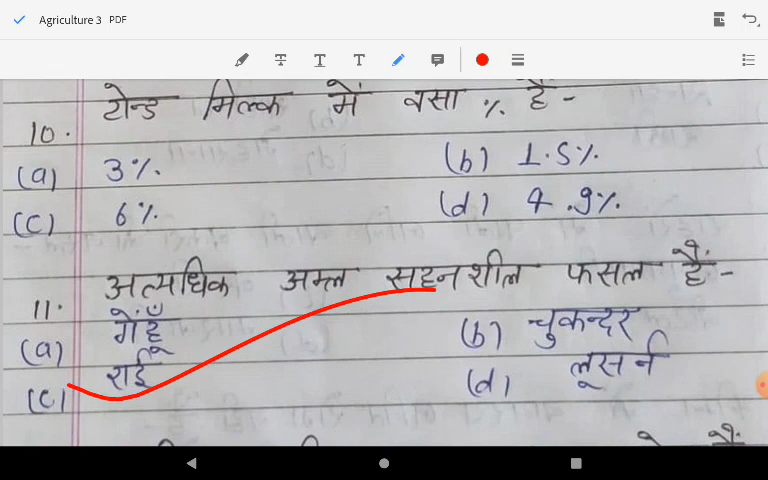 Agriculture 3 PDF
10. टोन्ड मिल्क में वसा % है -
(a) 3%. (b) 1.5%.
(c) 6%. (d) 4.9%.
11. अत्यधिक अम्ल सहनशील फसल हैं -
(a) गेंहूँ (b) चुकन्दर
(c) राई (d) लूसर्न